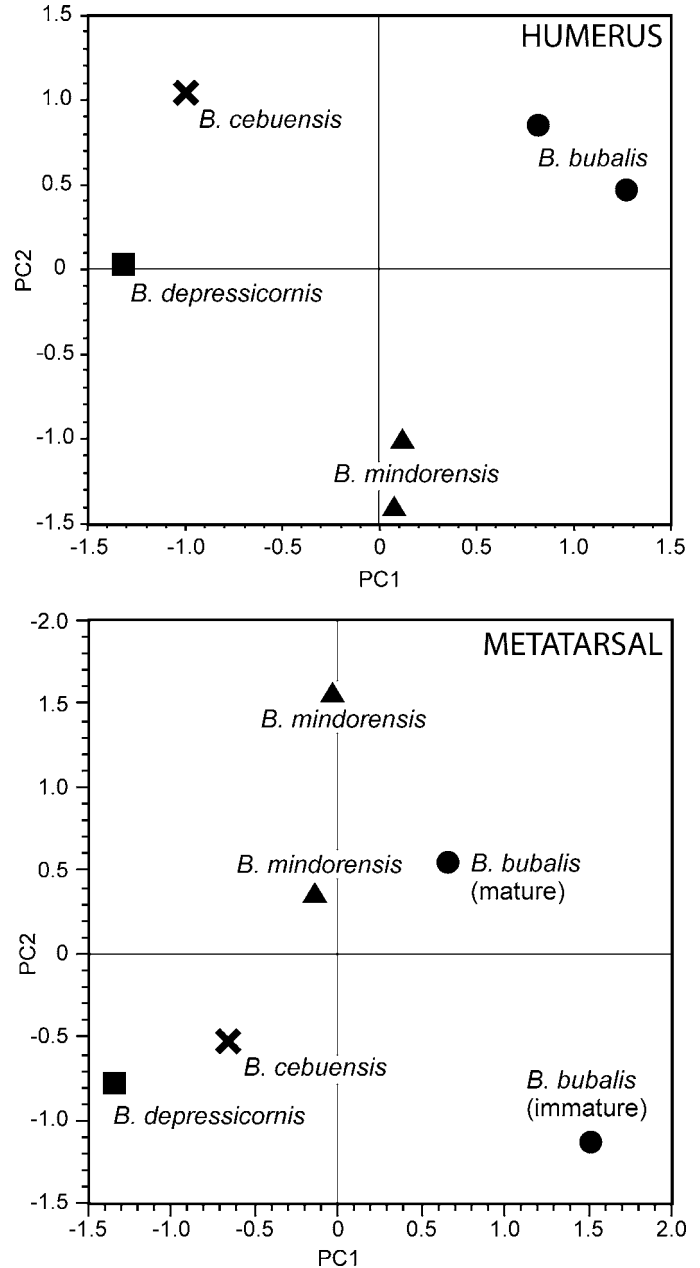 HUMERUS
1.5
1.0
0.5
0
-0.5
-1.0
-1.5
PC2
B. cebuensis
B. bubalis
B. depressicornis
B. mindorensis
-1.5 -1.0 -0.5 0 0.5 1.0 1.5
PC1
METATARSAL
-2.0
1.5
1.0
0.5
0
-0.5
-1.0
-1.5
PC2
B. mindorensis
B. mindorensis
B. bubalis
(mature)
B. cebuensis
B. depressicornis
B. bubalis
(immature)
-1.5 -1.0 -0.5 0 0.5 1.0 1.5 2.0
PC1